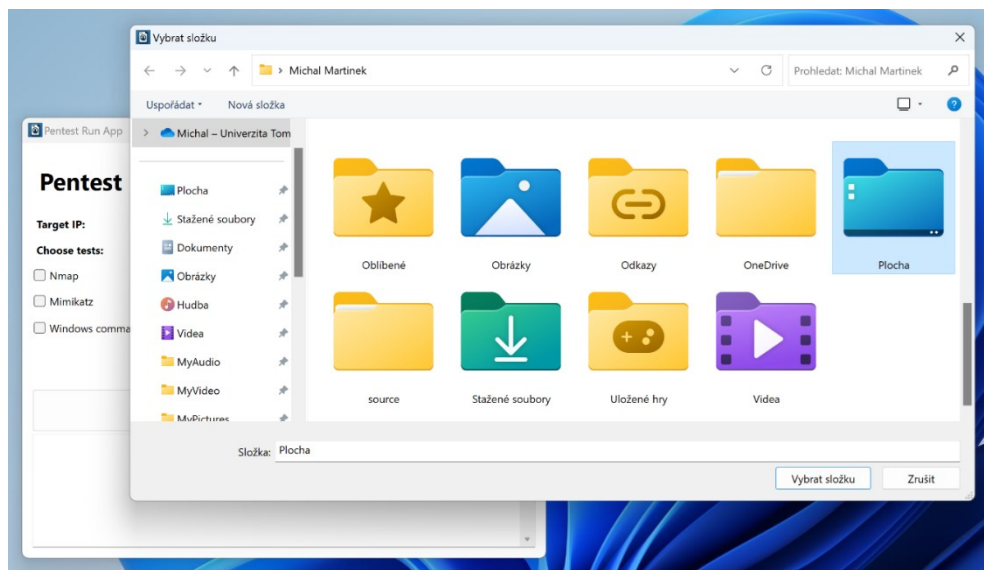 Vybrat složku
Michal Martinek
Prohledat: Michal Martinek
Uspořádat
Nová složka
Pentest Run App
Michal – Univerzita Tom
Pentest
Target IP:
Choose tests:
Nmap
Mimikatz
Windows comma
Plocha
Stažené soubory
Dokumenty
Obrázky
Hudba
Videa
MyAudio
MyVideo
MyPictures
Oblíbené
Obrázky
Odkazy
OneDrive
Plocha
source
Stažené soubory
Uložené hry
Videa
Složka: Plocha
Vybrat složku
Zrušit